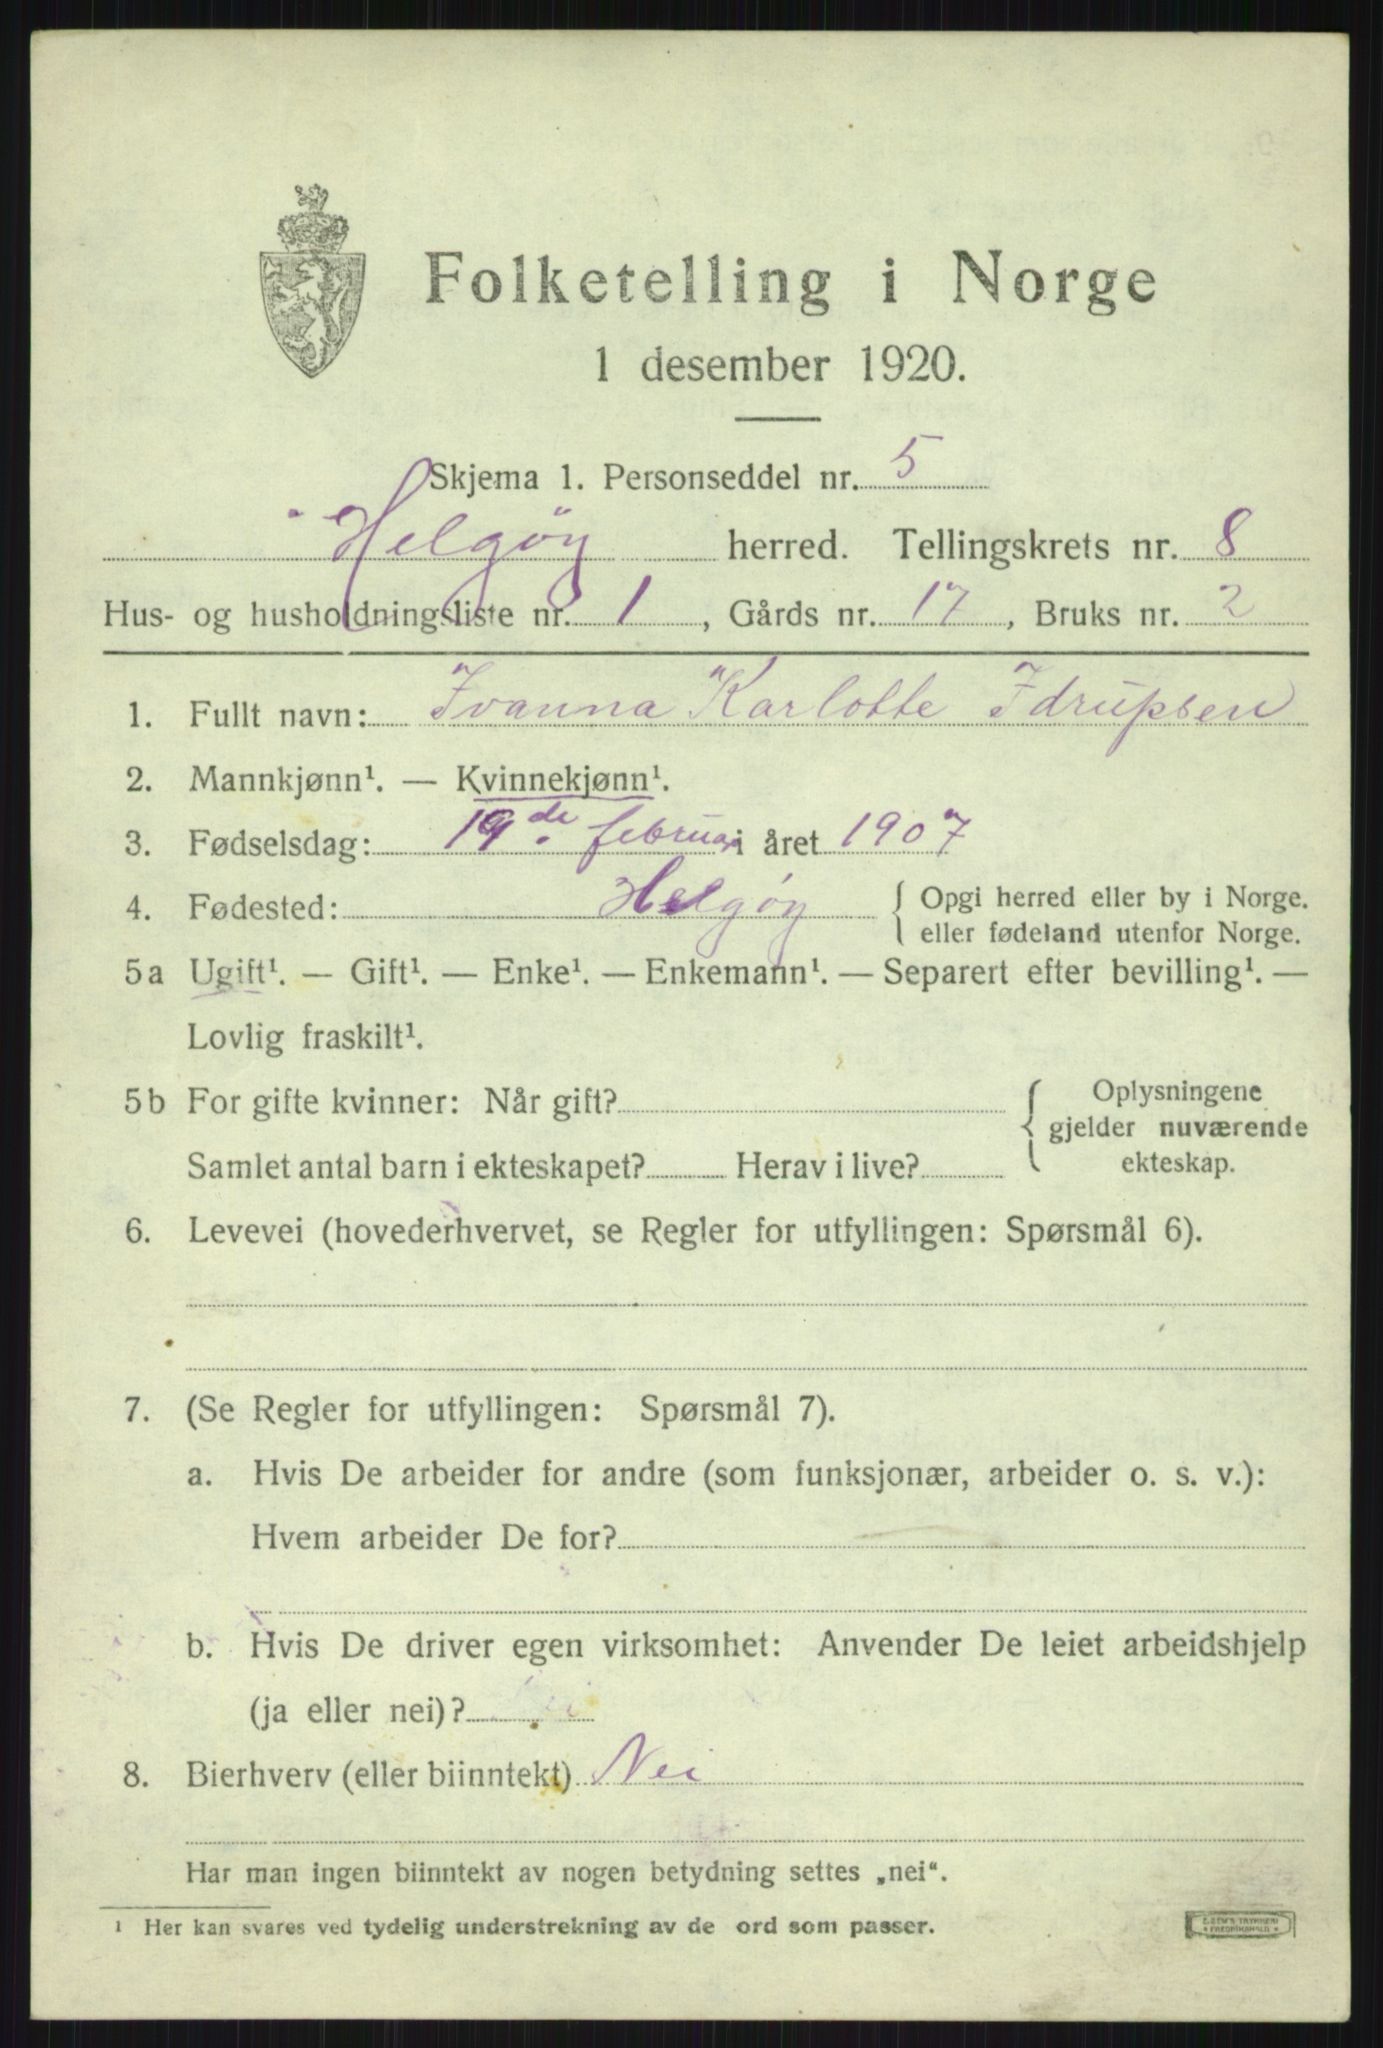 Folketelling i Norge
1 desember 1920.
Skjema 1. Personseddel nr. 5
Helgöy herred. Tellingskrets nr. 8
Hus- og husholdningsliste nr. 1, Gårds nr. 17, Bruks nr. 2
1. Fullt navn: Ivanna Karlotte Idrupsen
2. Mannkjønn¹. — Kvinnekjønn¹.
3. Fødselsdag: 19de. februar i året 1907
4. Fødested: Helgöy { Opgi herred eller by i Norge.
eller fødeland utenfor Norge.
5a Ugift¹. — Gift¹. — Enke¹. — Enkemann¹. — Separert efter bevilling¹. —
Lovlig fraskilt¹.
5b For gifte kvinner: Når gift? { Oplysningene
gjelder nuværende
Samlet antal barn i ekteskapet? Herav i live? ekteskap.
6. Levevei (hovederhvervet, se Regler for utfyllingen: Spørsmål 6).
7. (Se Regler for utfyllingen: Spørsmål 7).
a. Hvis De arbeider for andre (som funksjonær, arbeider o. s. v.):
Hvem arbeider De for?
b. Hvis De driver egen virksomhet: Anvender De leiet arbeidshjelp
(ja eller nei)?
8. Bierhverv (eller biinntekt) Nei
Har man ingen biinntekt av nogen betydning settes „nei“.
¹ Her kan svares ved tydelig understrekning av de ord som passer.